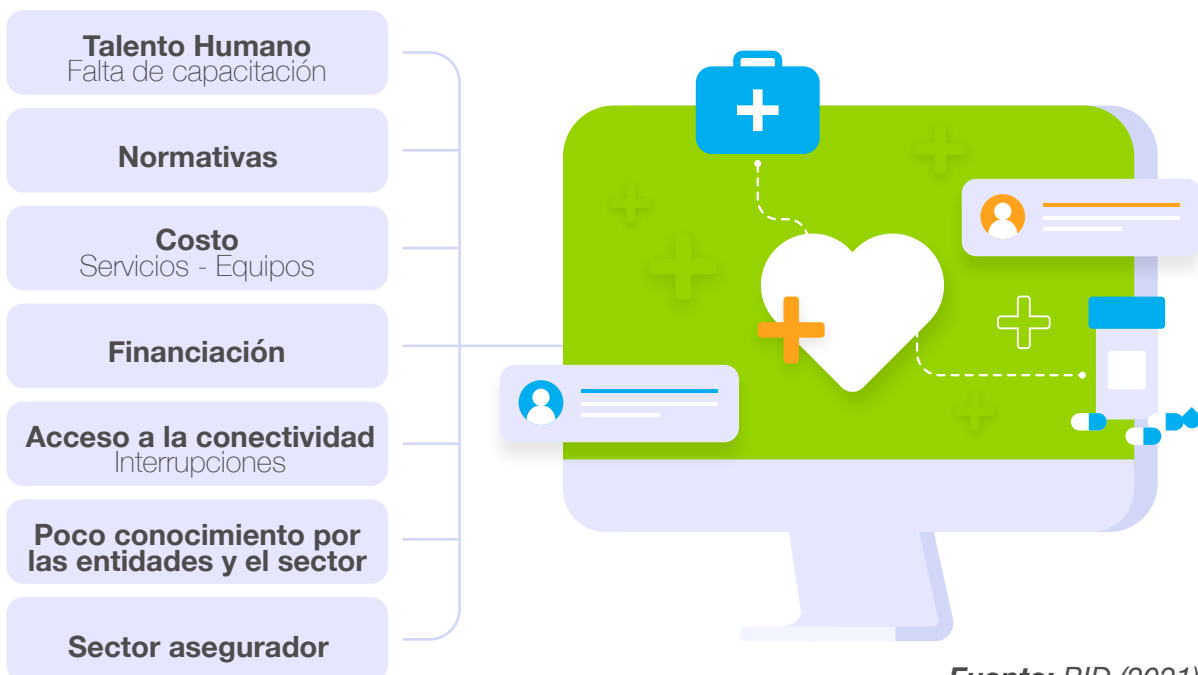 Talento Humano
Falta de capacitación
Normativas
Costo
Servicios - Equipos
Financiación
Acceso a la conectividad
Interrupciones
Poco conocimiento por
las entidades y el sector
Sector asegurador
Fuente: BID (2021)